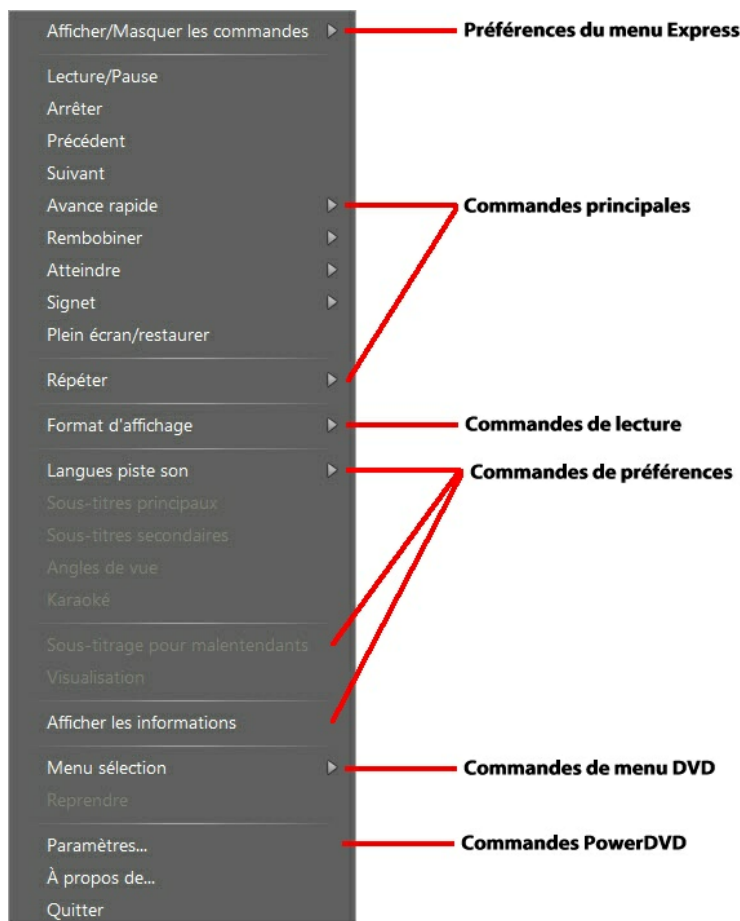 Afficher/Masquer les commandes
Préférences du menu Express
Lecture/Pause
Arrêter
Précédent
Suivant
Avance rapide
Commandes principales
Rembobiner
Atteindre
Signet
Plein écran/restaurer
Répéter
Format d'affichage
Commandes de lecture
Langues piste son
Commandes de préférences
Sous-titres principaux
Sous-titres secondaires
Angles de vue
Karaoké
Sous-titrage pour malentendants
Visualisation
Afficher les informations
Menu sélection
Commandes de menu DVD
Reprendre
Paramètres...
Commandes PowerDVD
À propos de...
Quitter